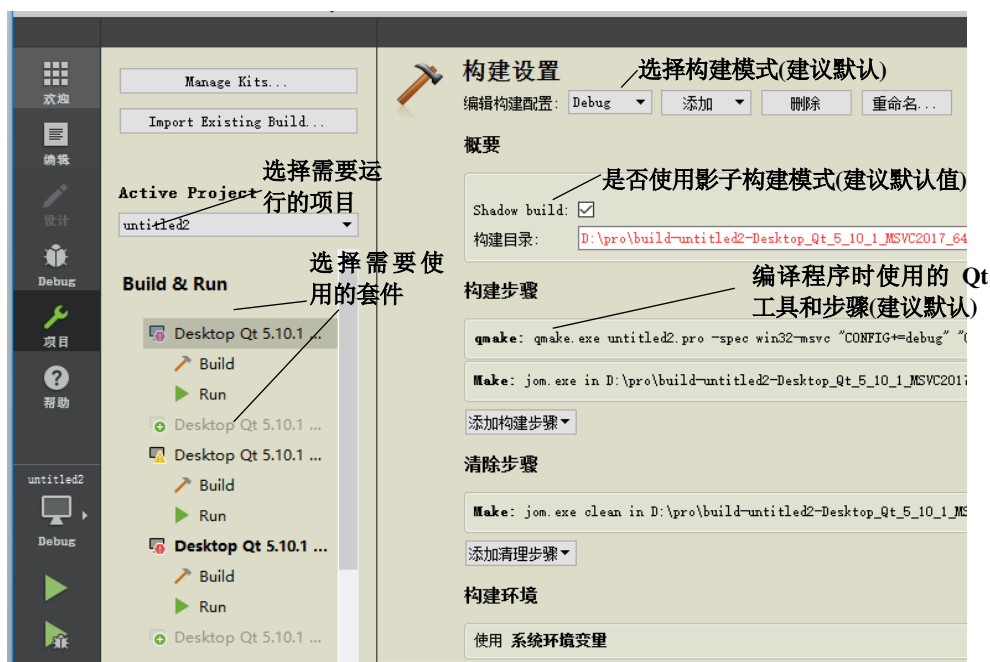 欢迎
编辑
设计
Debug
项目
帮助
untitled2
Debug
Manage Kits...
Import Existing Build...
选择需要运
行的项目
Active Project
untitled2
选择需要使
用的套件
Build & Run
Desktop Qt 5.10.1 ...
Build
Run
Desktop Qt 5.10.1 ...
Desktop Qt 5.10.1 ...
Build
Run
Desktop Qt 5.10.1 ...
Build
Run
Desktop Qt 5.10.1 ...
构建设置
选择构建模式(建议默认)
编辑构建配置: Debug 添加 删除 重命名...
概要
是否使用影子构建模式(建议默认值)
Shadow build:
构建目录: D:\pro\build-untitled2-Desktop_Qt_5_10_1_MSVC2017_64
编译程序时使用的 Qt
工具和步骤(建议默认)
构建步骤
qmake: qmake.exe untitled2.pro -spec win32-msvc "CONFIG+=debug"
Make: jom.exe in D:\pro\build-untitled2-Desktop_Qt_5_10_1_MSVC2017
添加构建步骤
清除步骤
Make: jom.exe clean in D:\pro\build-untitled2-Desktop_Qt_5_10_1_MS
添加清理步骤
构建环境
使用 系统环境变量